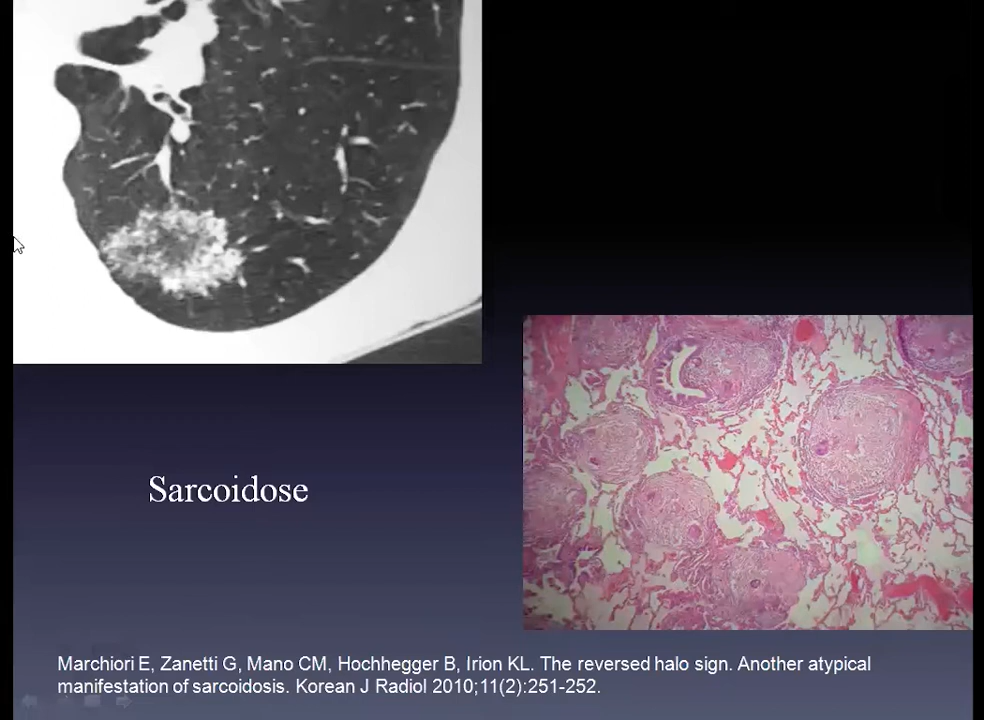 Sarcoidose
Marchiori E, Zanetti G, Mano CM, Hochhegger B, Irion KL. The reversed halo sign. Another atypical
manifestation of sarcoidosis. Korean J Radiol 2010;11(2):251-252.